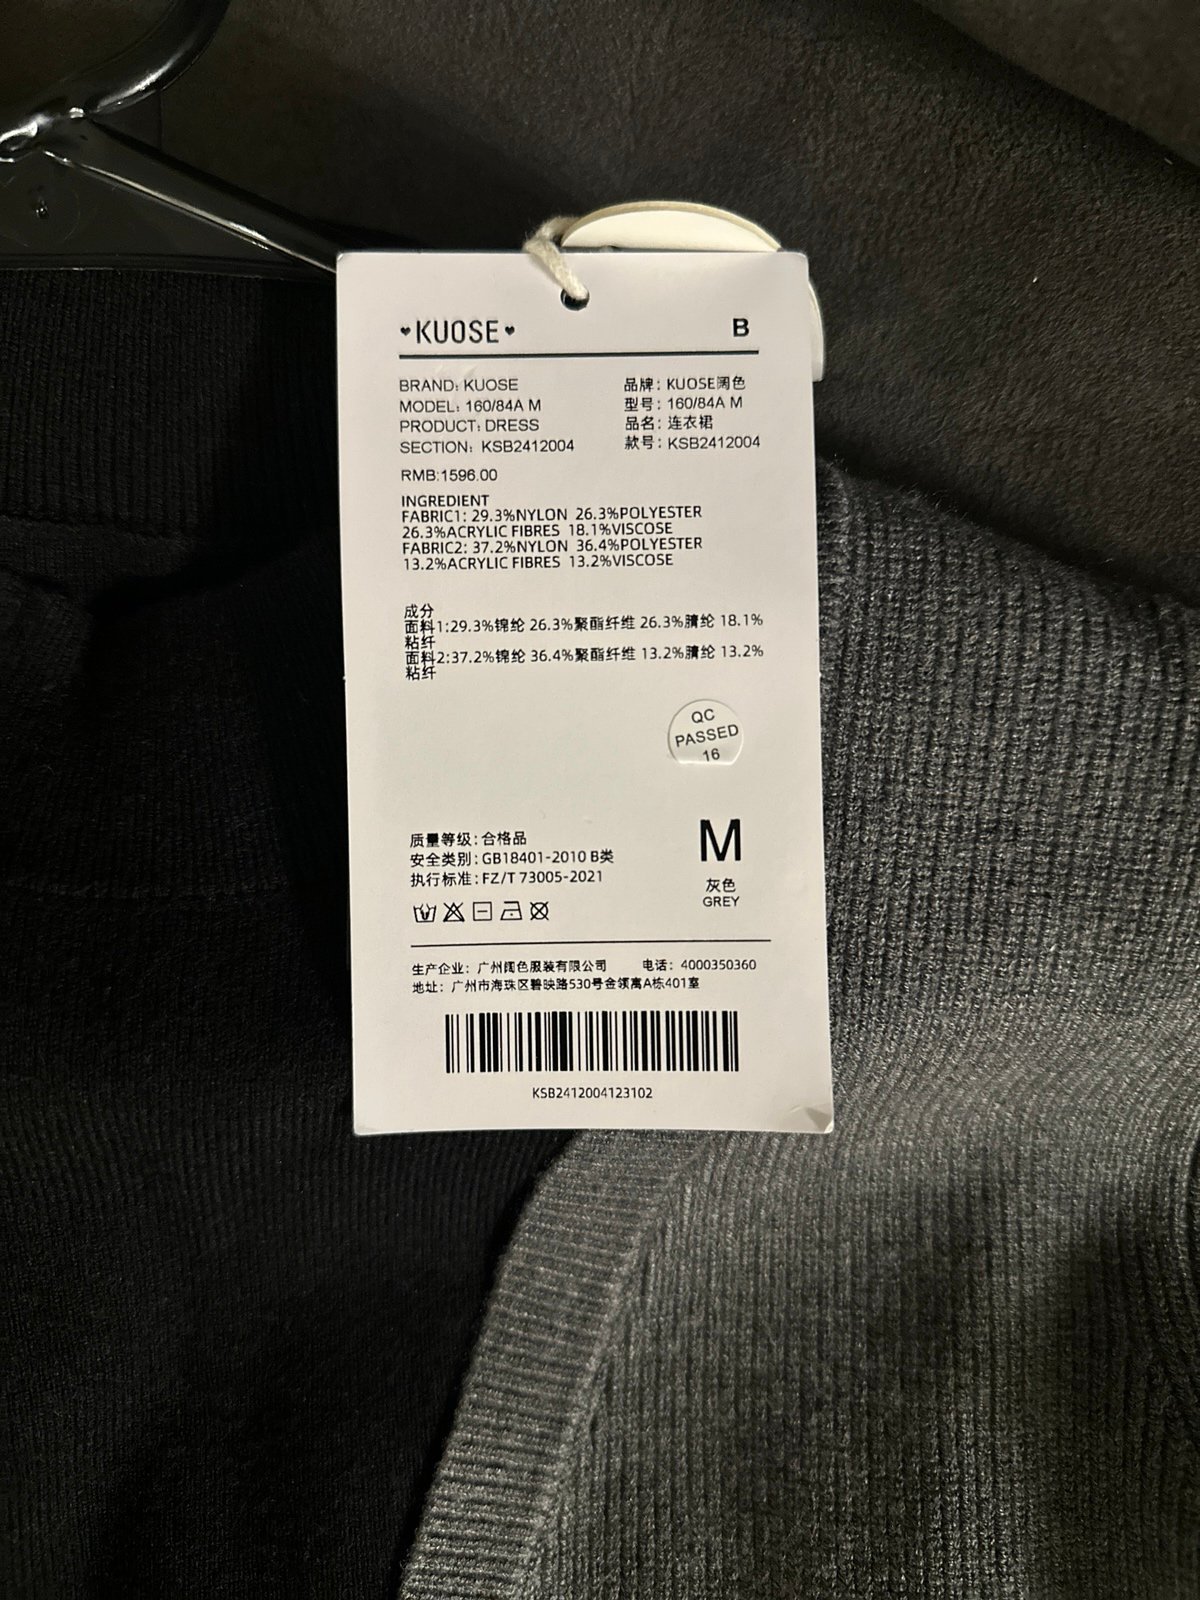 ♥KUOSE♥ B
BRAND: KUOSE 品牌: KUOSE阔色
MODEL: 160/84A M 型号: 160/84A M
PRODUCT: DRESS 品名: 连衣裙
SECTION: KSB2412004 款号: KSB2412004
RMB:1596.00
INGREDIENT
FABRIC1: 29.3%NYLON 26.3%POLYESTER
26.3%ACRYLIC FIBRES 18.1%VISCOSE
FABRIC2: 37.2%NYLON 36.4%POLYESTER
13.2%ACRYLIC FIBRES 13.2%VISCOSE
成分
面料1:29.3%锦纶 26.3%聚酯纤维 26.3%腈纶 18.1%
粘纤
面料2:37.2%锦纶 36.4%聚酯纤维 13.2%腈纶 13.2%
粘纤
QC
PASSED
16
质量等级:合格品
安全类别:GB18401-2010 B类
执行标准:FZ/T 73005-2021
M
灰色
GREY
生产企业: 广州阔色服装有限公司 电话: 4000350360
地址: 广州市海珠区碧映路530号金领寓A栋401室
KSB2412004123102